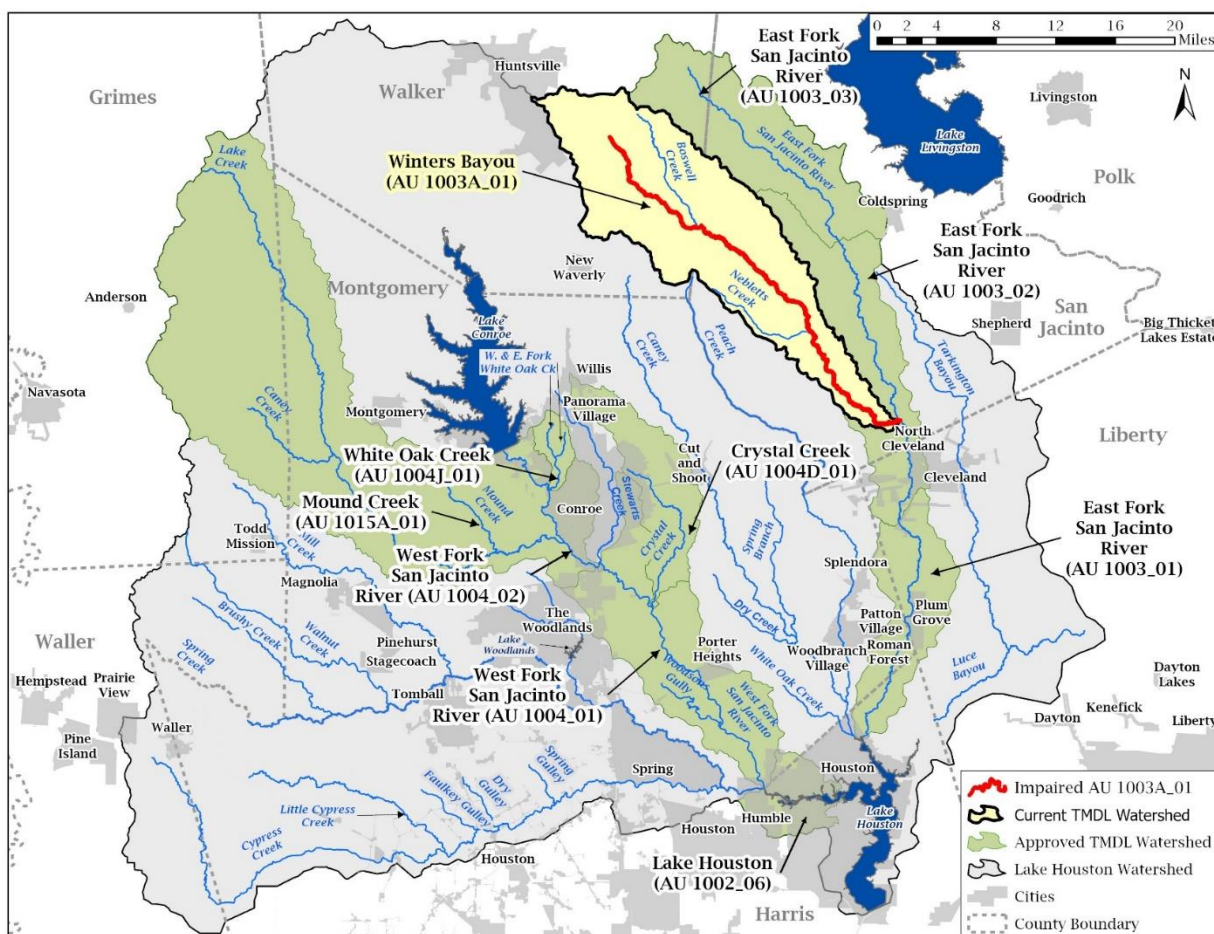 0 2 4 8 12 16 20
Miles
N
East Fork
San Jacinto
River
(AU 1003_03)
Huntsville
Grimes
Walker
Livingston
Lake
Livingston
Lake
Creek
Winters Bayou
(AU 1003A_01)
Boswell
Creek
East Fork
San Jacinto River
Polk
Coldspring
Goodrich
East Fork
San Jacinto
River
(AU 1003_02)
New
Waverly
Nebletts
Creek
Anderson
Montgomery
San
Jacinto
Shepherd
Big Thicket
Lakes Estate
Lake
Conroe
Caney
Creek
Peach
Creek
Tarkington
Bayou
W. & E. Fork
White Oak Ck
Willis
Navasota
Caney
Creek
Montgomery
Panorama
Village
North
Cleveland
Liberty
White Oak Creek
(AU 1004J_01)
Cut
and
Shoot
Crystal Creek
(AU 1004D_01)
Cleveland
Mound Creek
(AU 1015A_01)
Mound
Creek
Conroe
Stewarts
Creek
Crystal
Creek
East Fork
San Jacinto
River
(AU 1003_01)
Todd
Mission
Mill
Creek
West Fork
San Jacinto
River (AU 1004_02)
Spring
Branch
Splendora
Magnolia
Waller
Brushy Creek
Walnut
Creek
The
Woodlands
Dry Creek
Patton
Village
Plum
Grove
Spring
Creek
Pinehurst
Stagecoach
Lake
Woodlands
Porter
Heights
Woodbranch
Village
Roman
Forest
Luce
Bayou
Hempstead
Prairie
View
Tomball
West Fork
San Jacinto
River (AU 1004_01)
Woodson
Gully
West Fork
San Jacinto
River
White Oak Creek
Dayton
Lakes
Pine
Island
Waller
Dayton
Kenefick
Liberty
Spring
Gulley
Dry
Gulley
Faulkey Gulley
Spring
Houston
Little Cypress
Creek
Cypress
Creek
Houston
Houston
Humble
Lake
Houston
Lake Houston
(AU 1002_06)
Harris
Impaired AU 1003A_01
Current TMDL Watershed
Approved TMDL Watershed
Lake Houston Watershed
Cities
County Boundary